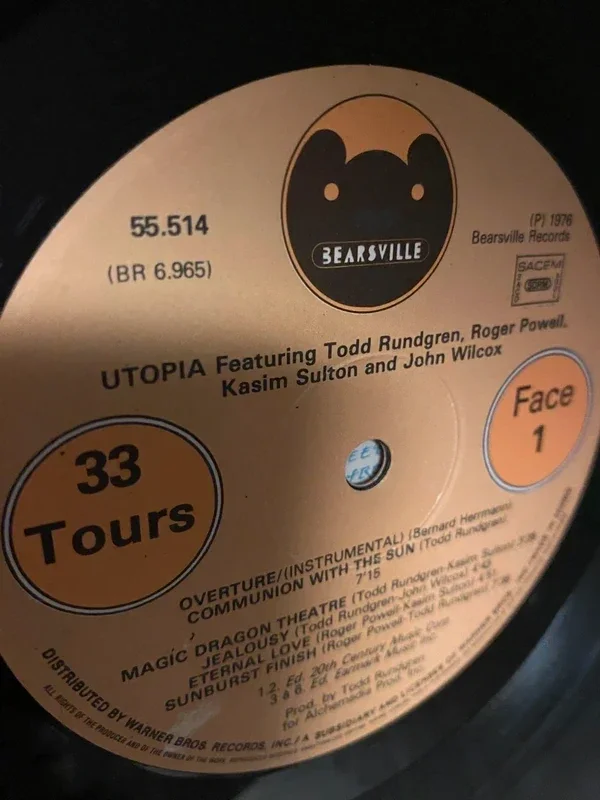 BEARSVILLE
55.514
(BR 6.965)
(P) 1976
Bearsville Records
SACEM
UTOPIA Featuring Todd Rundgren, Roger Powell,
Kasim Sulton and John Wilcox
33
Tours
Face
1
OVERTURE/(INSTRUMENTAL) (Bernard Herrmann)
COMMUNION WITH THE SUN (Todd Rundgren)
7'15
MAGIC DRAGON THEATRE (Todd Rundgren-Kasim Sulton)
JEALOUSY (Todd Rundgren-John Wilcox)
ETERNAL LOVE (Roger Powell-Kasim Sulton)
SUNBURST FINISH (Roger Powell-Todd Rundgren)
1.2. Ed. 20th Century Music Corp.
3 à 6. Ed. Earmark Music INC.
Prod. by Todd Rundgren
for Alchemedia Prod. Inc.
DISTRIBUTED BY WARNER BROS. RECORDS, INC./ A SUBSIDIARY AND LICENSEE OF WARNER BROS.
ALL RIGHTS OF THE PRODUCER AND OF THE OWNER OF THE WORK